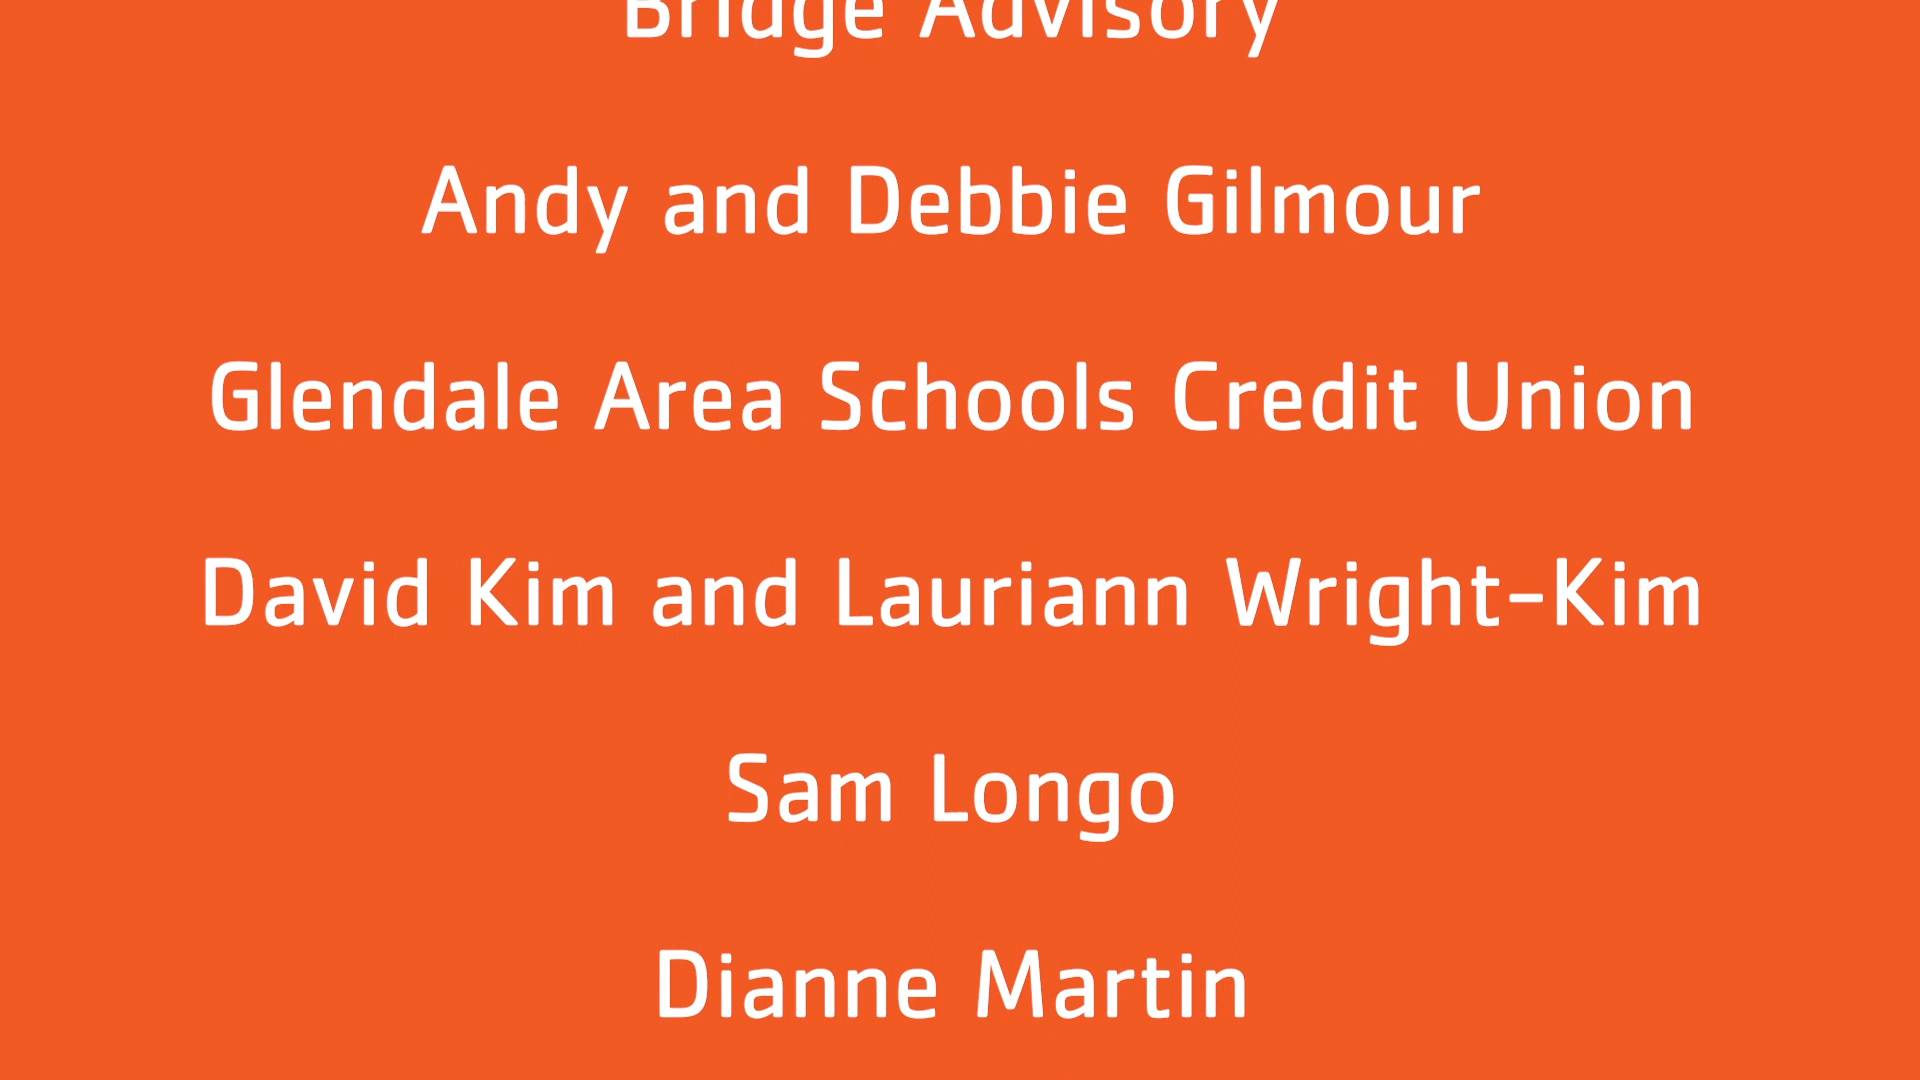 Bridge Advisory
Andy and Debbie Gilmour
Glendale Area Schools Credit Union
David Kim and Lauriann Wright-Kim
Sam Longo
Dianne Martin